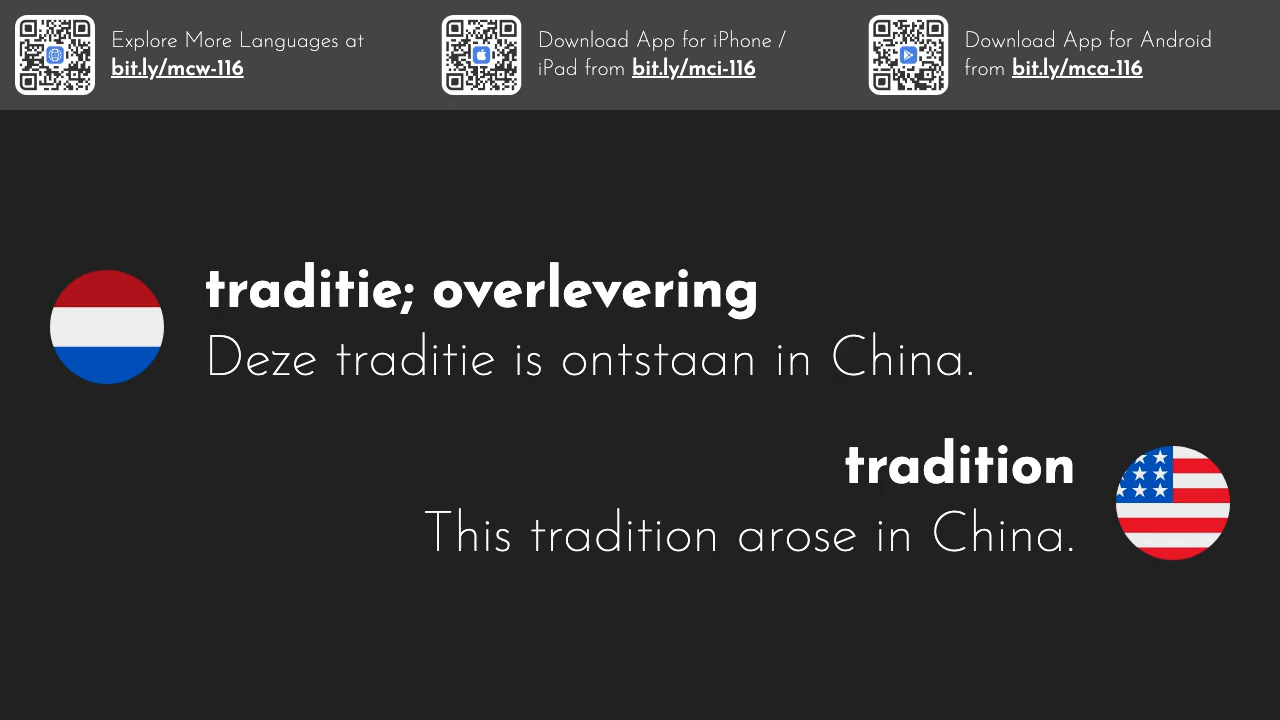 Explore More Languages at
bit.ly/mcw-116
Download App for iPhone /
iPad from bit.ly/mci-116
Download App for Android
from bit.ly/mca-116
traditie; overlevering
Deze traditie is ontstaan in China.
tradition
This tradition arose in China.